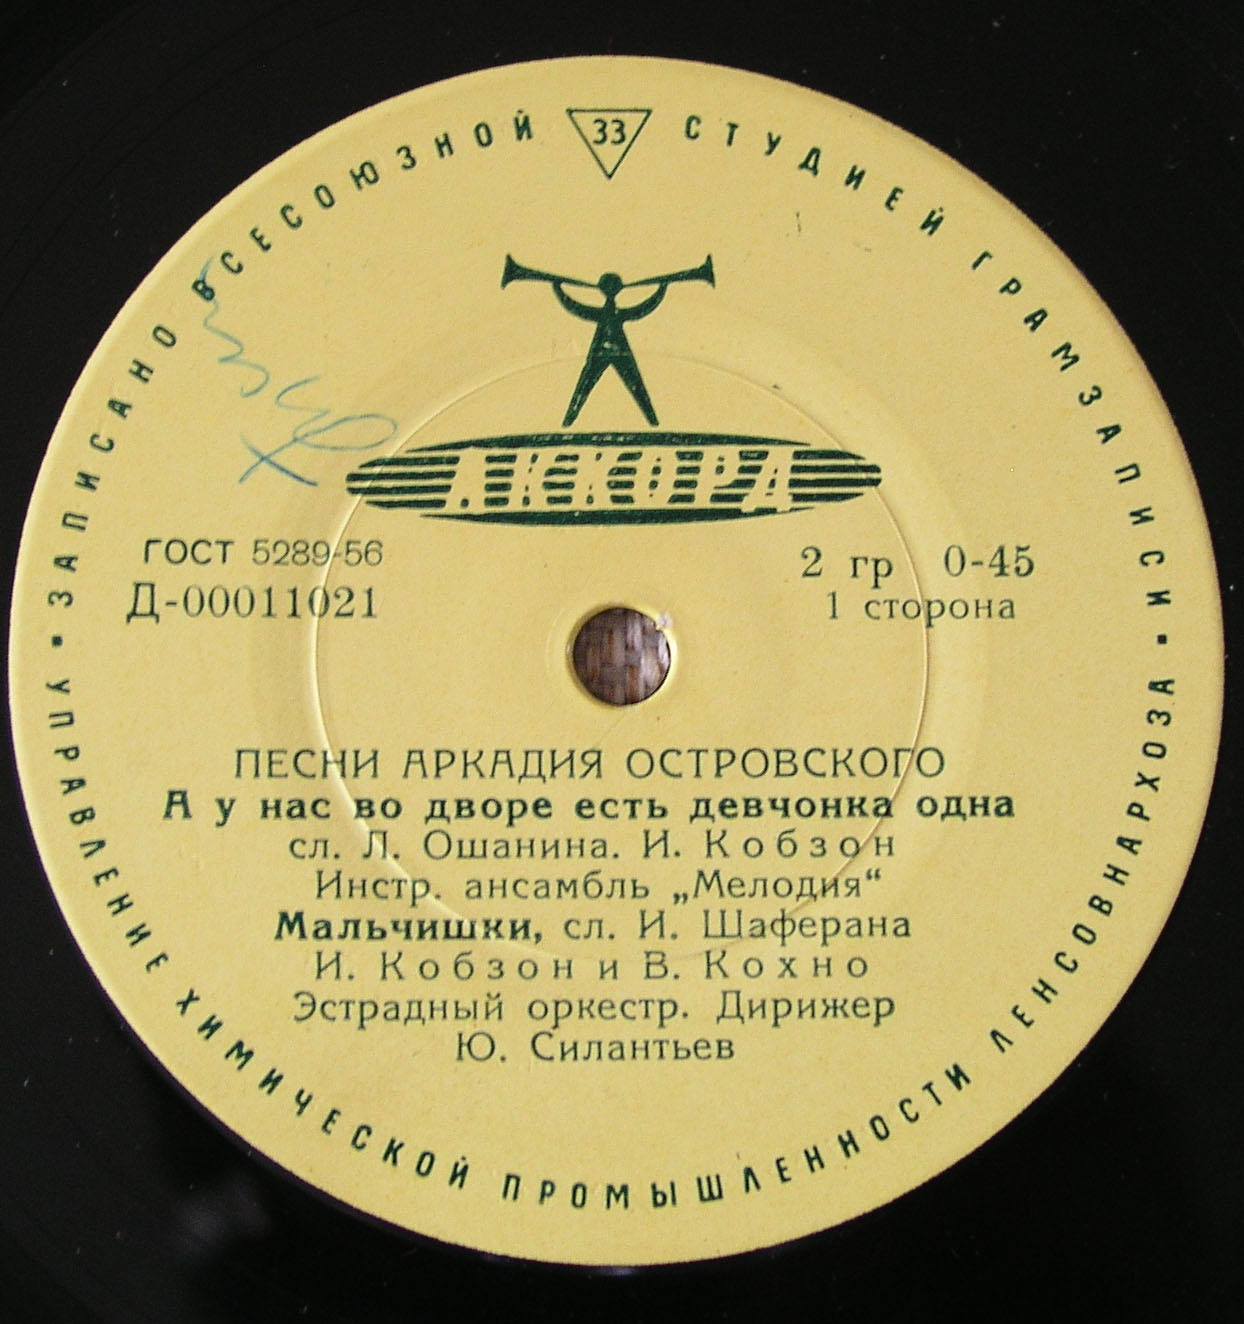 ЗАПИСАНО ВСЕСОЮЗНОЙ 33 СТУДИЕЙ ГРАМЗАПИСИ
АККОРД
ГОСТ 5289-56
2 гр 0-45
Д-00011021
1 сторона
ПЕСНИ АРКАДИЯ ОСТРОВСКОГО
А у нас во дворе есть девчонка одна
сл. Л. Ошанина. И. Кобзон
Инстр. ансамбль „Мелодия“
Мальчишки, сл. И. Шаферана
И. Кобзон и В. Кохно
Эстрадный оркестр. Дирижер
Ю. Силантьев
УПРАВЛЕНИЕ ХИМИЧЕСКОЙ ПРОМЫШЛЕННОСТИ ЛЕНСОВНАРХОЗА